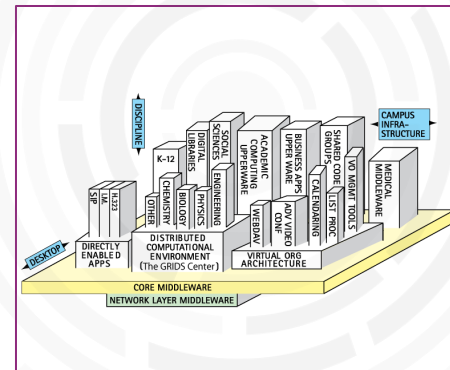 DISCIPLINE
CAMPUS
INFRA-
STRUCTURE
DESKTOP
K-12
DIGITAL
LIBRARIES
SOCIAL
SCIENCES
ACADEMIC
COMPUTING
UPPERWARE
BUSINESS APPS
UPPER WARE
SHARED CODE
GROUPS
VO MGMT TOOLS
MEDICAL
MIDDLEWARE
SIP
I.M.
H.323
OTHER
CHEMISTRY
BIOLOGY
PHYSICS
ENGINEERING
WEBDAV
ADV VIDEO
CONF
CALENDARING
LIST PROC
DIRECTLY
ENABLED
APPS
DISTRIBUTED
COMPUTATIONAL
ENVIRONMENT
(The GRIDS Center)
VIRTUAL ORG
ARCHITECTURE
CORE MIDDLEWARE
NETWORK LAYER MIDDLEWARE